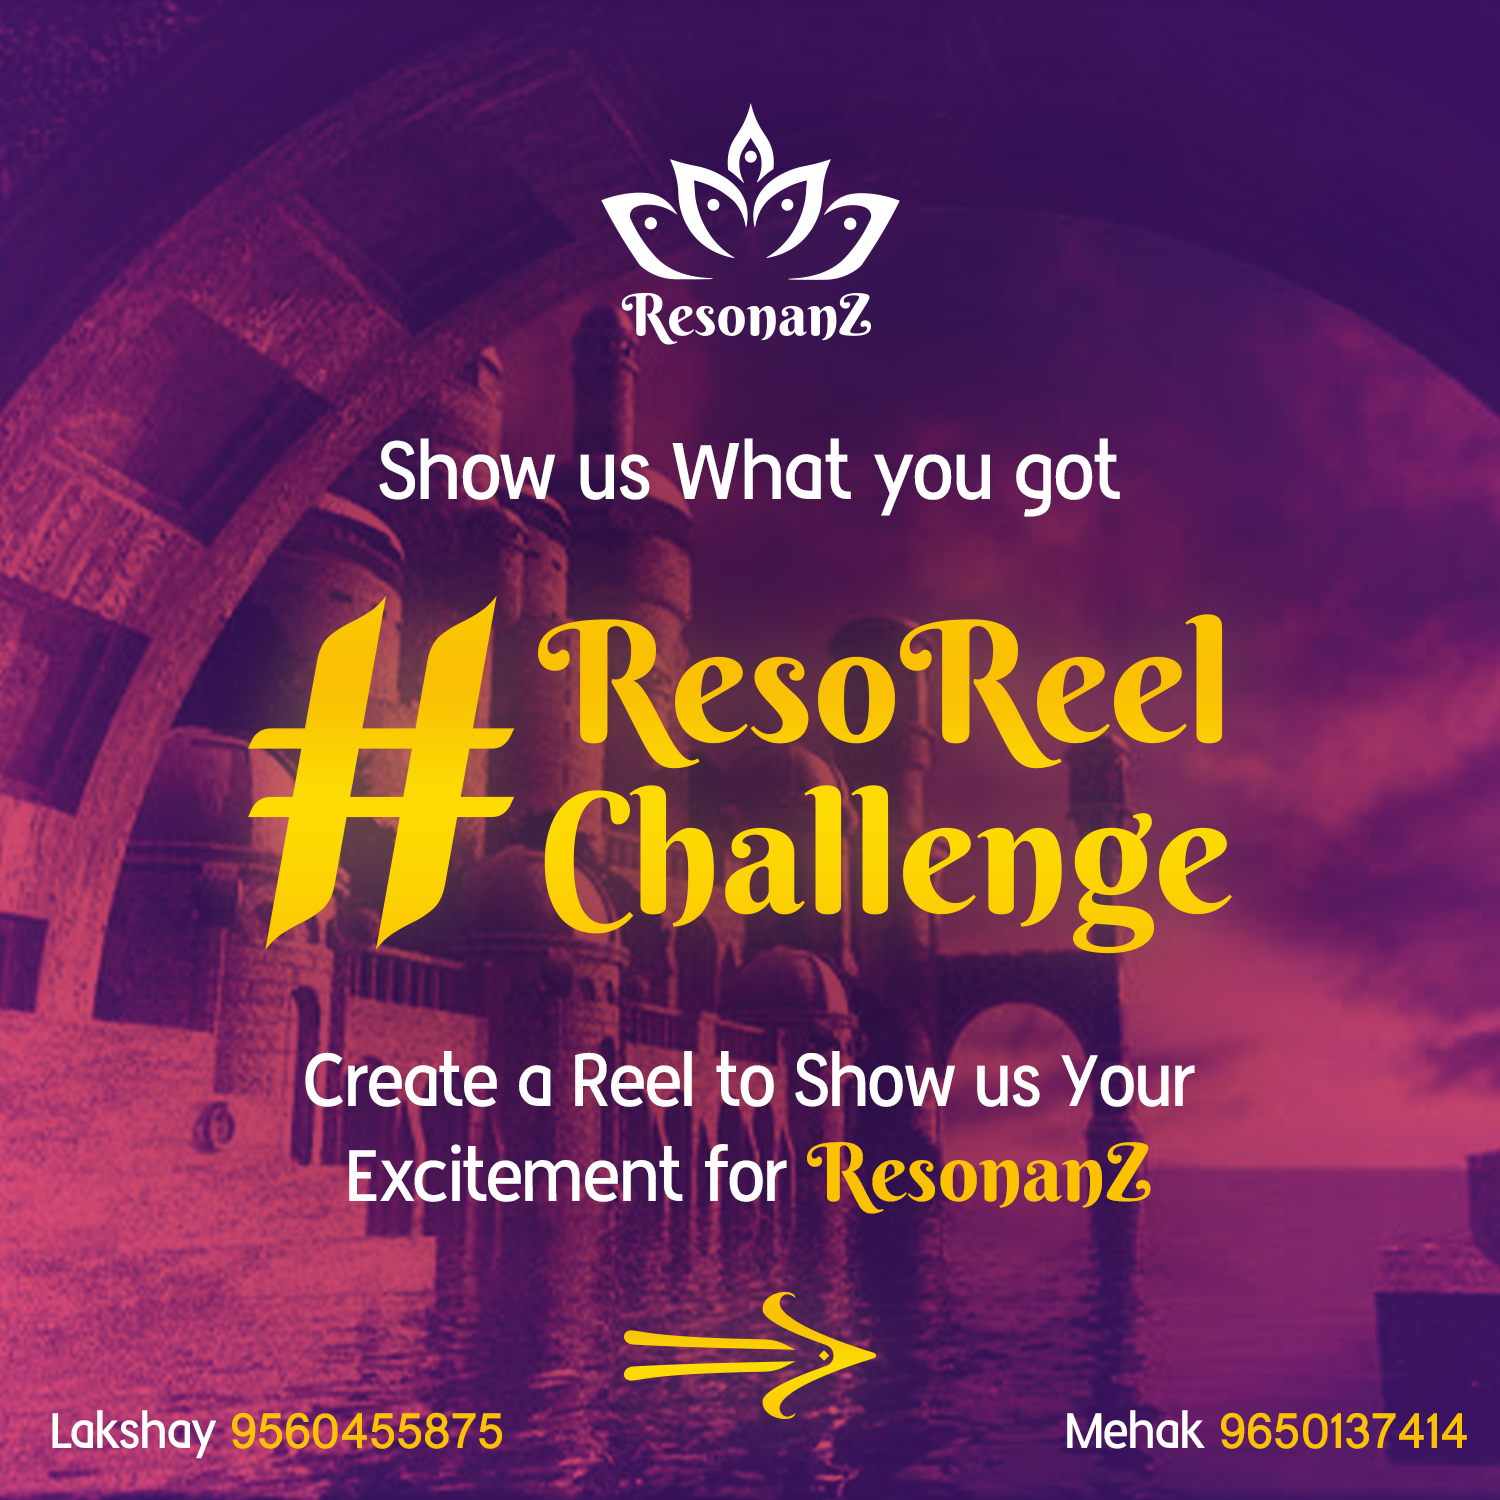 ResonanZ
Show us What you got
#ResoReel
Challenge
Create a Reel to Show us Your
Excitement for ResonanZ
Lakshay 9560455875
Mehak 9650137414